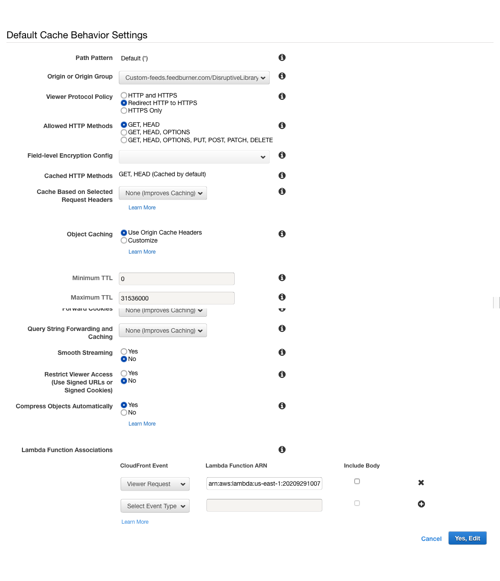 Default Cache Behavior Settings
Path Pattern Default (*)
Origin or Origin Group Custom-feeds.feedburner.com/DisruptiveLibrary
Viewer Protocol Policy HTTP and HTTPS
Redirect HTTP to HTTPS
HTTPS Only
Allowed HTTP Methods GET, HEAD
GET, HEAD, OPTIONS
GET, HEAD, OPTIONS, PUT, POST, PATCH, DELETE
Field-level Encryption Config
Cached HTTP Methods GET, HEAD (Cached by default)
Cache Based on Selected Request Headers None (Improves Caching)
Learn More
Object Caching Use Origin Cache Headers
Customize
Learn More
Minimum TTL 0
Maximum TTL 31536000
Forward Cookies None (Improves Caching)
Query String Forwarding and Caching None (Improves Caching)
Smooth Streaming Yes
No
Restrict Viewer Access Yes
(Use Signed URLs or No
Signed Cookies)
Compress Objects Automatically Yes
No
Learn More
Lambda Function Associations
CloudFront Event Lambda Function ARN Include Body
Viewer Request arn:aws:lambda:us-east-1:20209291007
Select Event Type
Learn More
Cancel Yes, Edit